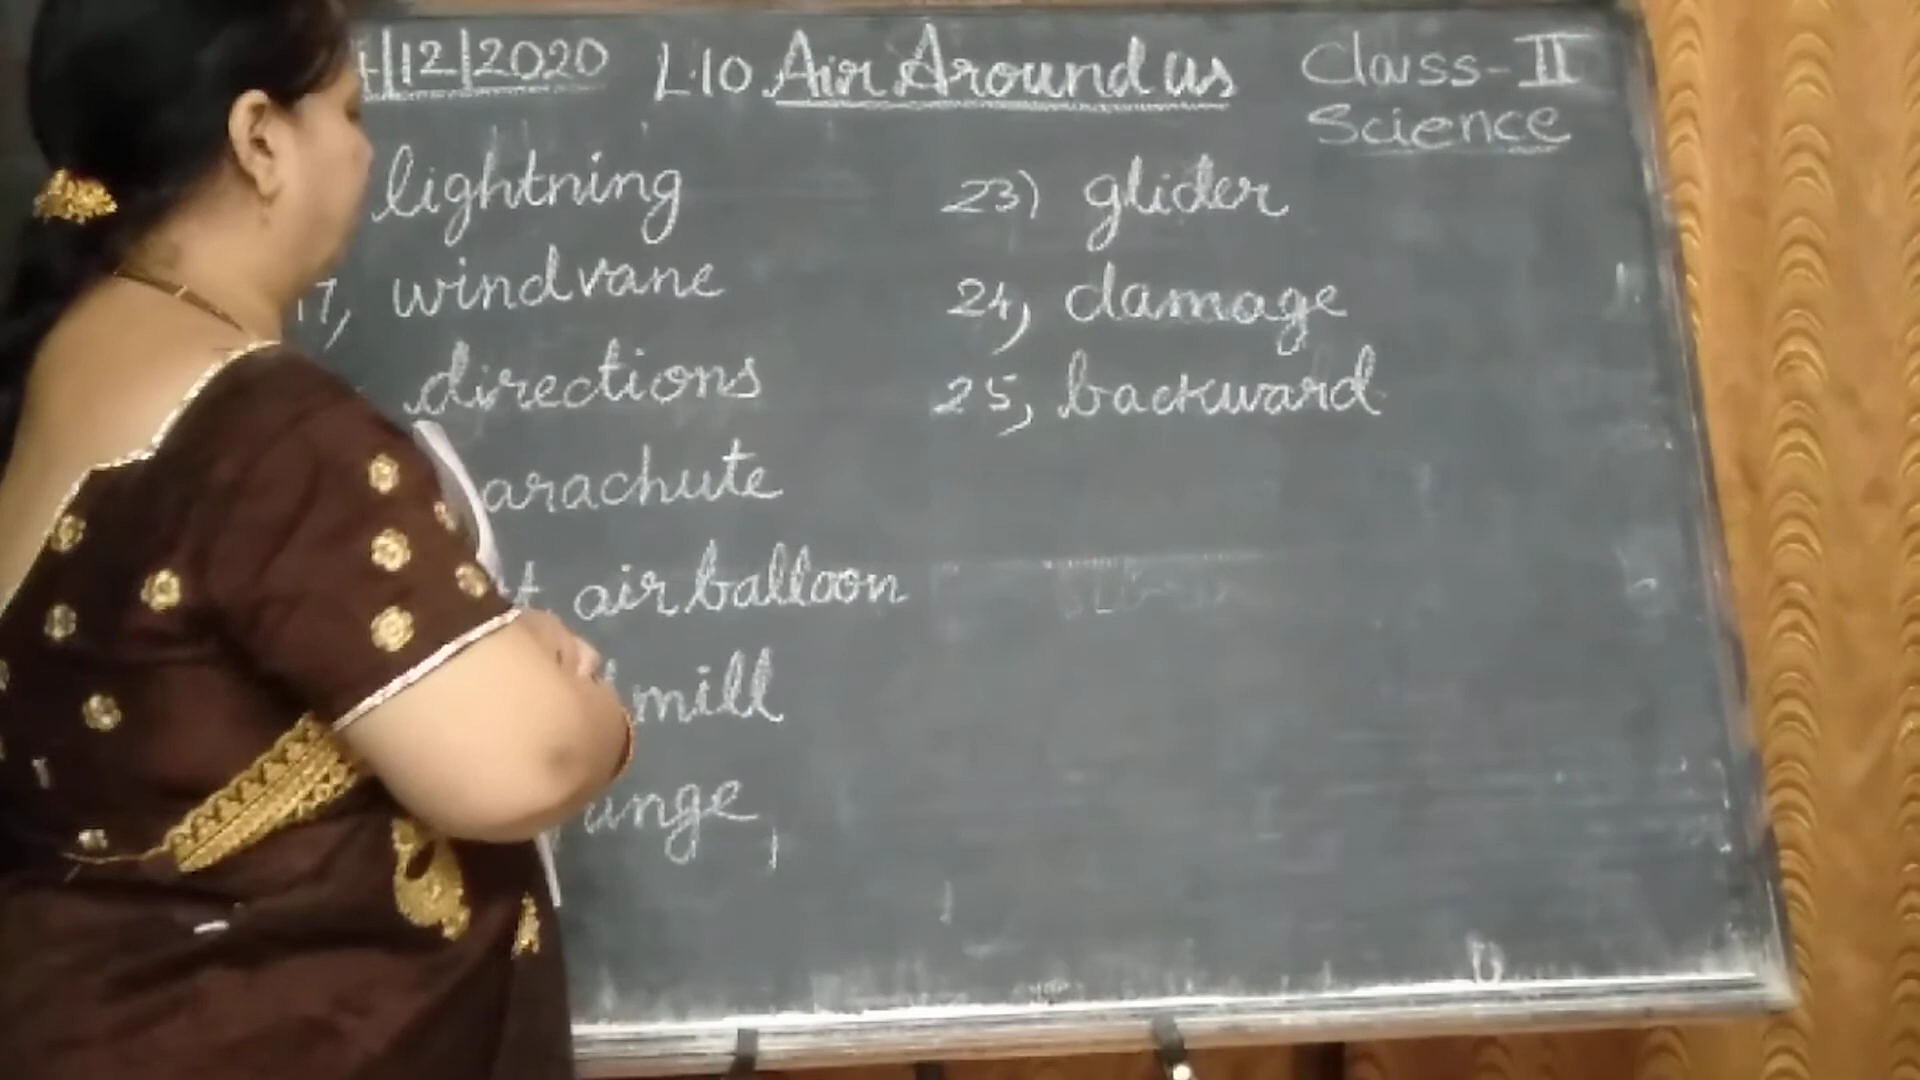 /12/2020 L.10 Air Around us Class-II
Science
lightning
17, windvane
directions
arachute
t air balloon
mill
unge,
23) glider
24, damage
25, backward